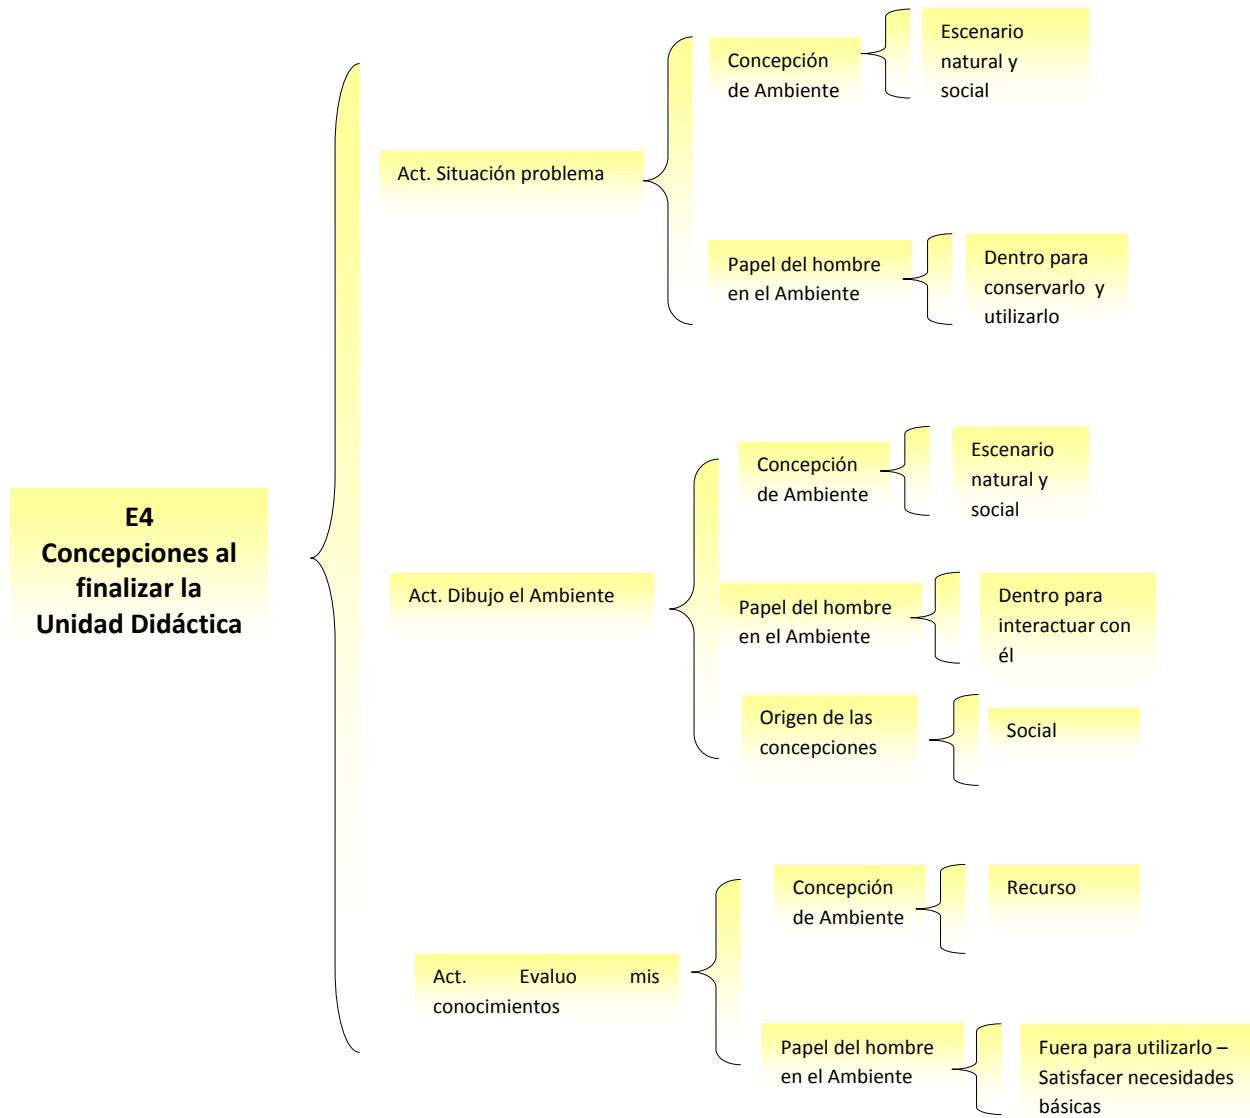 E4
Concepciones al
finalizar la
Unidad Didáctica
Act. Situación problema
Concepción
de Ambiente
Escenario
natural y
social
Papel del hombre
en el Ambiente
Dentro para
conservarlo y
utilizarlo
Act. Dibujo el Ambiente
Concepción
de Ambiente
Escenario
natural y
social
Papel del hombre
en el Ambiente
Dentro para
interactuar con
él
Origen de las
concepciones
Social
Act. Evaluo mis
conocimientos
Concepción
de Ambiente
Recurso
Papel del hombre
en el Ambiente
Fuera para utilizarlo –
Satisfacer necesidades
básicas